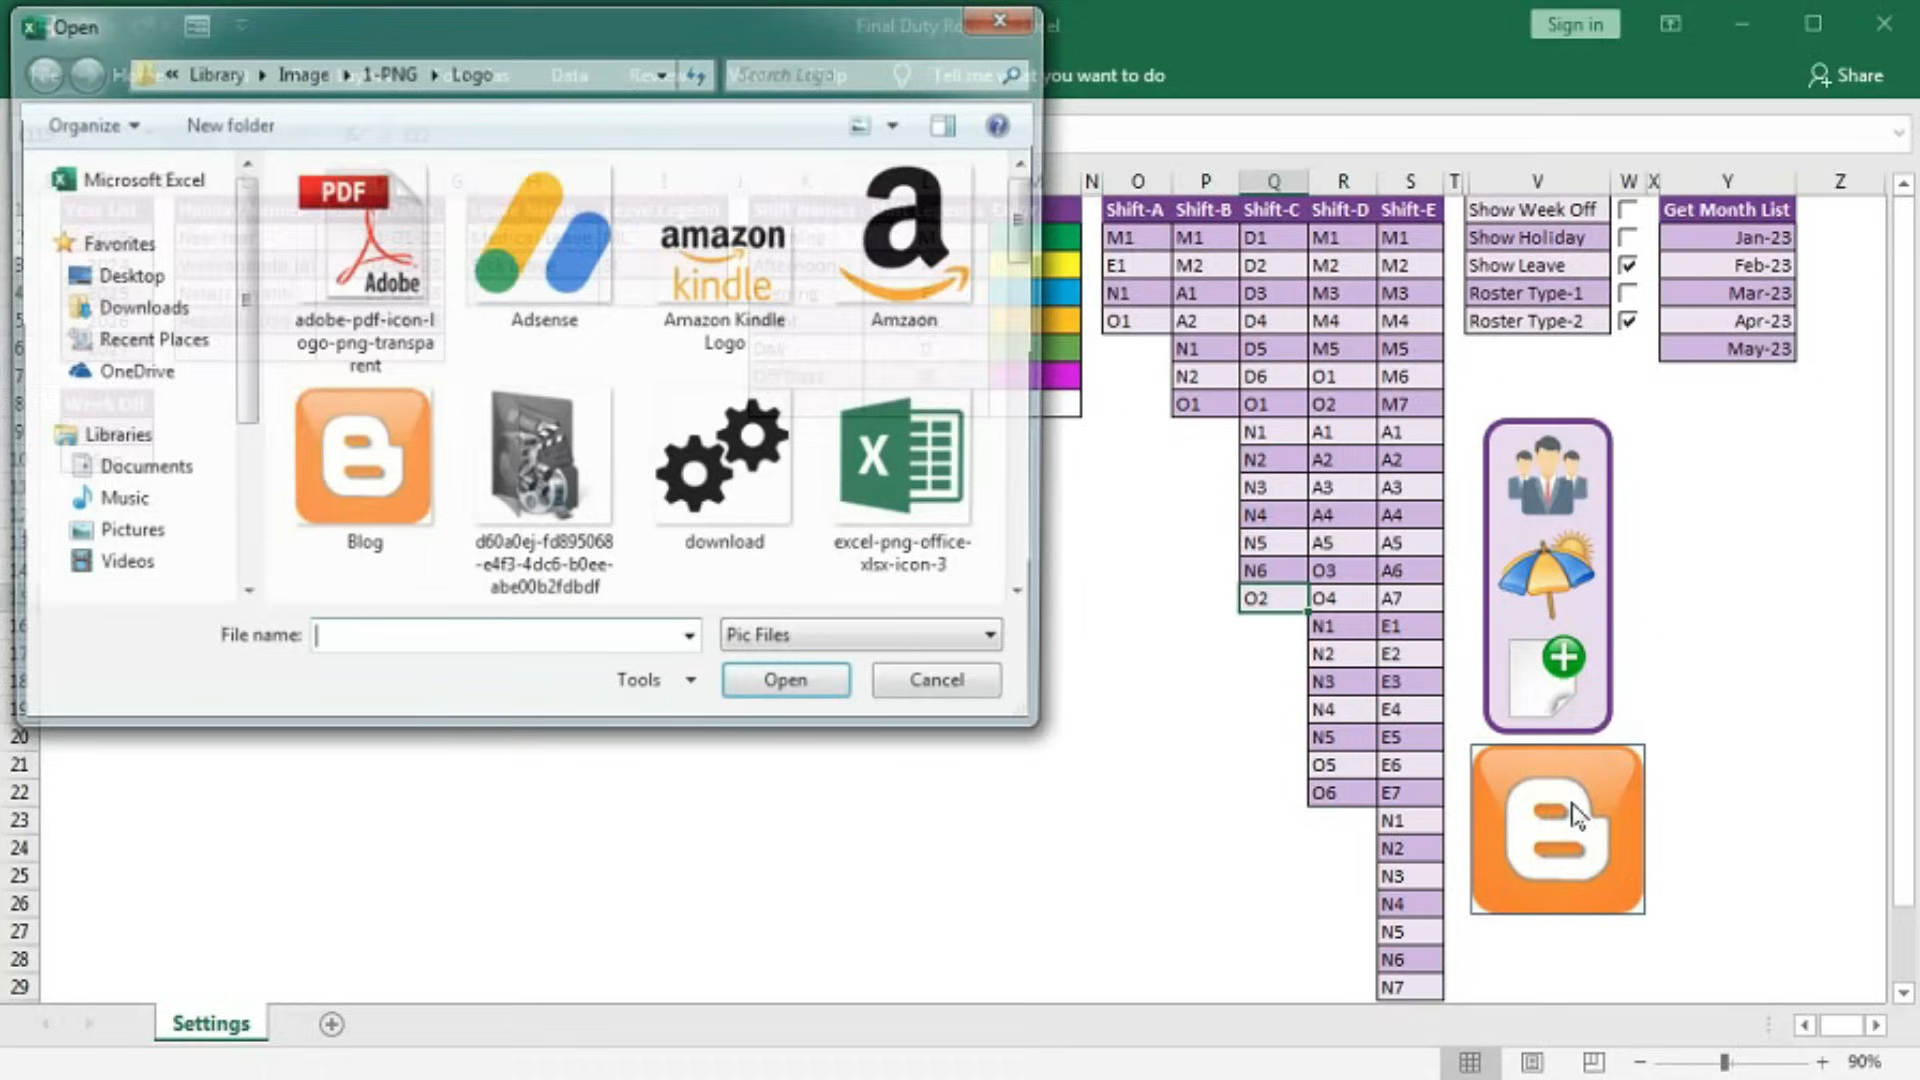 Open
Final Duty Ro
el
Sign in
« Library ▸ Image ▸ 1-PNG ▸ Logo
Search Logo
Data
you want to do
Share
Organize
New folder
Microsoft Excel
Favorites
Desktop
Downloads
Recent Places
OneDrive
Libraries
Documents
Music
Pictures
Videos
PDF
Adobe
adobe-pdf-icon-l
ogo-png-transpa
rent
Adsense
amazon
kindle
Amazon Kindle
Logo
a
Amzaon
Blog
d60a0ej-fd895068
-e4f3-4dc6-b0ee-
abe00b2fdbdf
download
X
excel-png-office-
xlsx-icon-3
File name:
Pic Files
Tools
Open
Cancel
N O P Q R S T V W X Y Z
Shift-A Shift-B Shift-C Shift-D Shift-E
M1 M1 D1 M1 M1
E1 M2 D2 M2 M2
N1 A1 D3 M3 M3
O1 A2 D4 M4 M4
N1 D5 M5 M5
N2 D6 O1 M6
O1 O1 O2 M7
N1 A1 A1
N2 A2 A2
N3 A3 A3
N4 A4 A4
N5 A5 A5
N6 O3 A6
O2 O4 A7
N1 E1
N2 E2
N3 E3
N4 E4
N5 E5
O5 E6
O6 E7
N1
N2
N3
N4
N5
N6
N7
Show Week Off
Show Holiday
Show Leave
Roster Type-1
Roster Type-2
Get Month List
Jan-23
Feb-23
Mar-23
Apr-23
May-23
20
21
22
23
24
25
26
27
28
29
Settings
90%